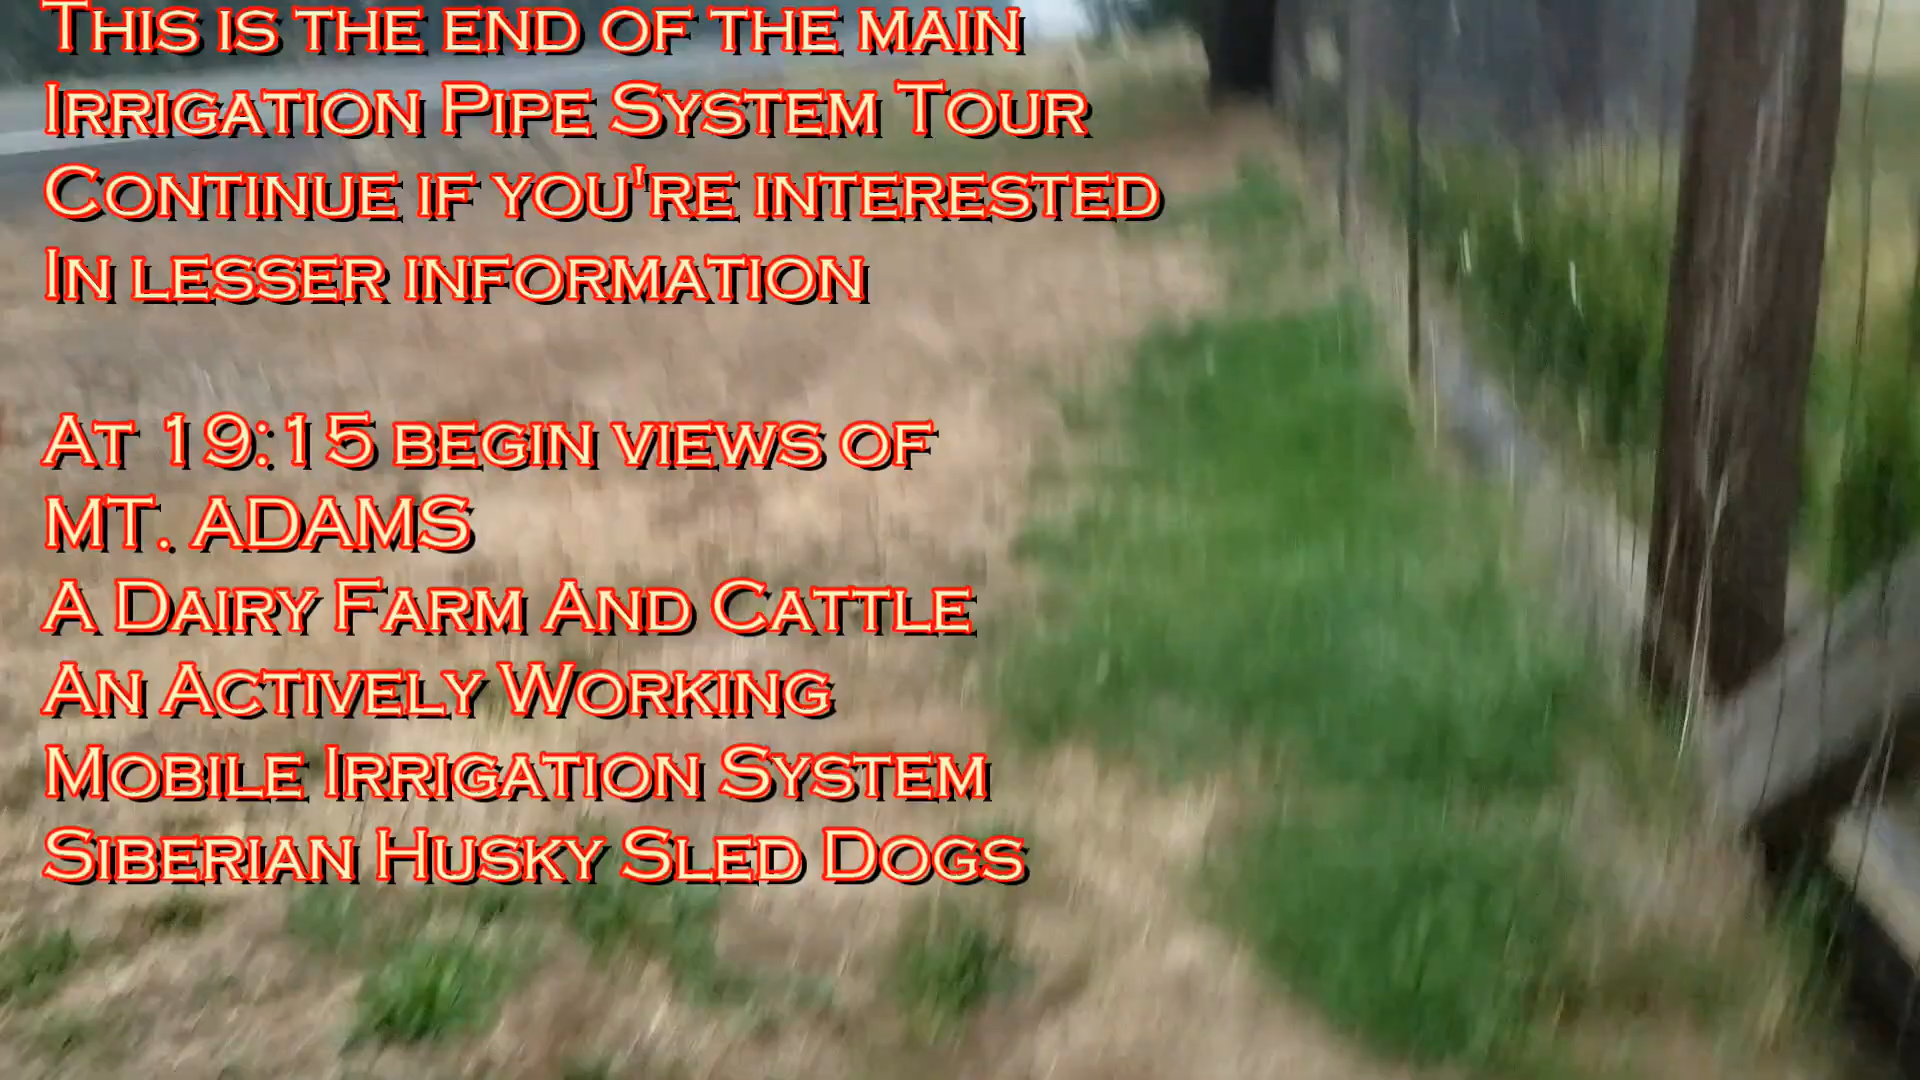 This is the end of the main
Irrigation Pipe System Tour
Continue if you're interested
In lesser information
At 19:15 begin views of
MT. ADAMS
A Dairy Farm And Cattle
An Actively Working
Mobile Irrigation System
Siberian Husky Sled Dogs